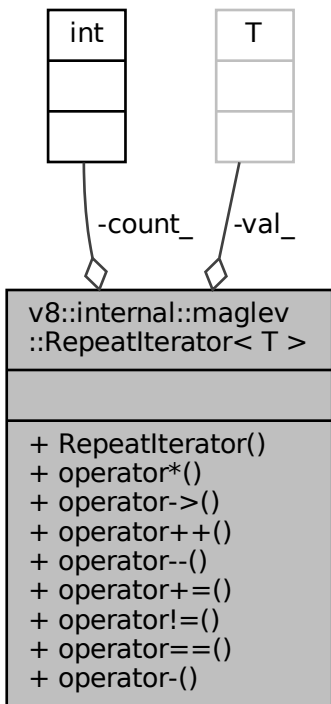 int
T
-count_
-val_
v8::internal::maglev
::RepeatIterator< T >
+ RepeatIterator()
+ operator*()
+ operator->()
+ operator++()
+ operator--()
+ operator+=()
+ operator!=()
+ operator==()
+ operator-()